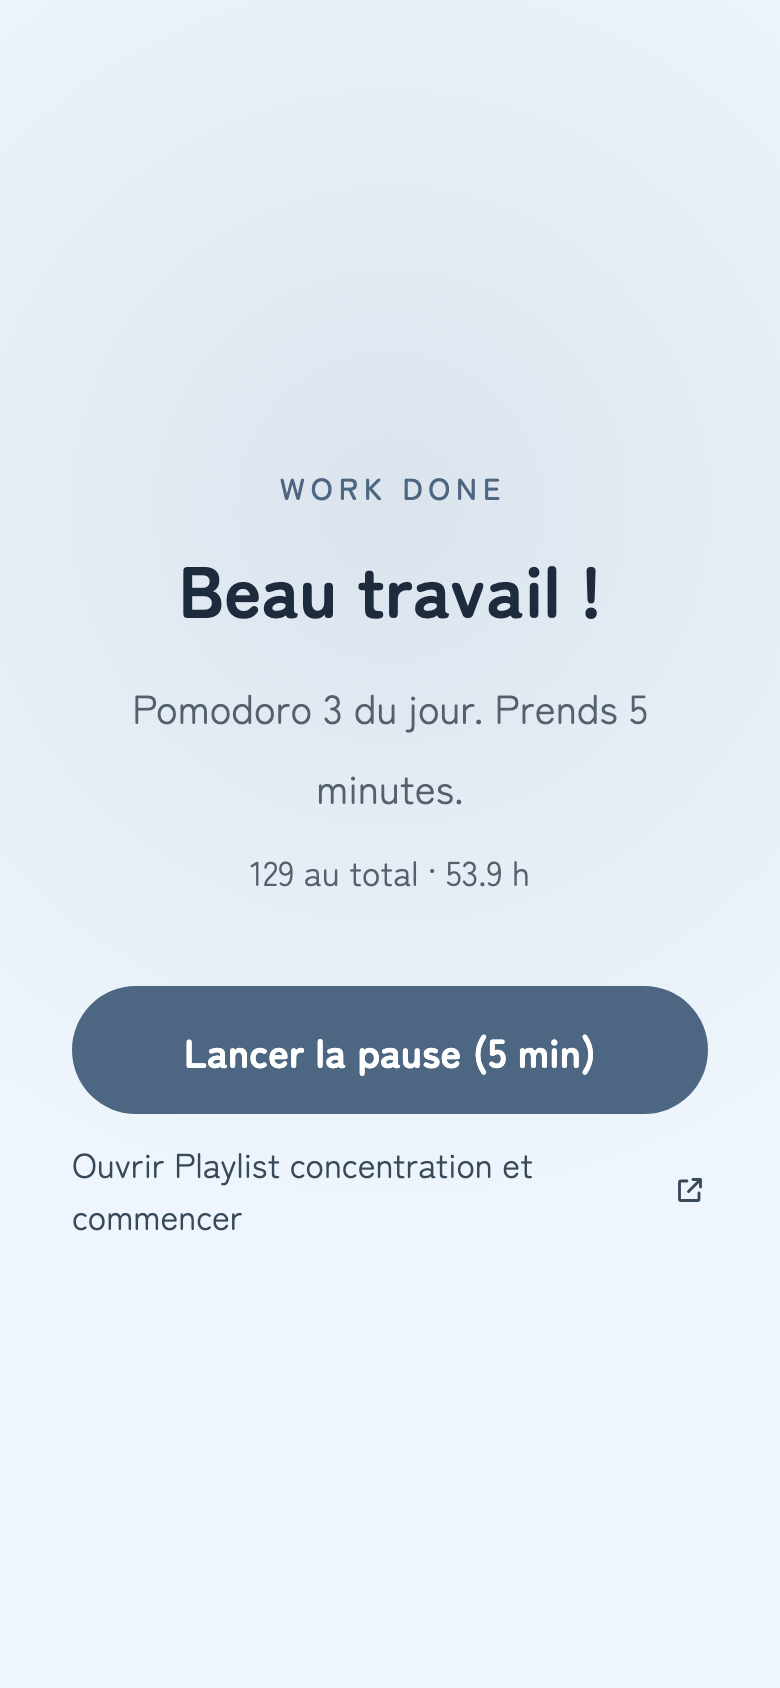 WORK DONE
Beau travail !
Pomodoro 3 du jour. Prends 5
minutes.
129 au total · 53.9 h
Lancer la pause (5 min)
Ouvrir Playlist concentration et
commencer